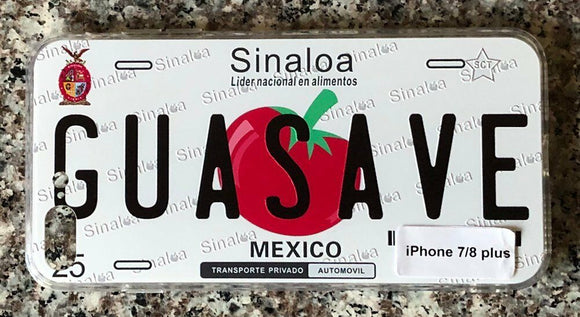 Sinaloa
SCT
Líder nacional en alimentos
GUASAVE
MEXICO
25
TRANSPORTE PRIVADO AUTOMOVIL
iPhone 7/8 plus